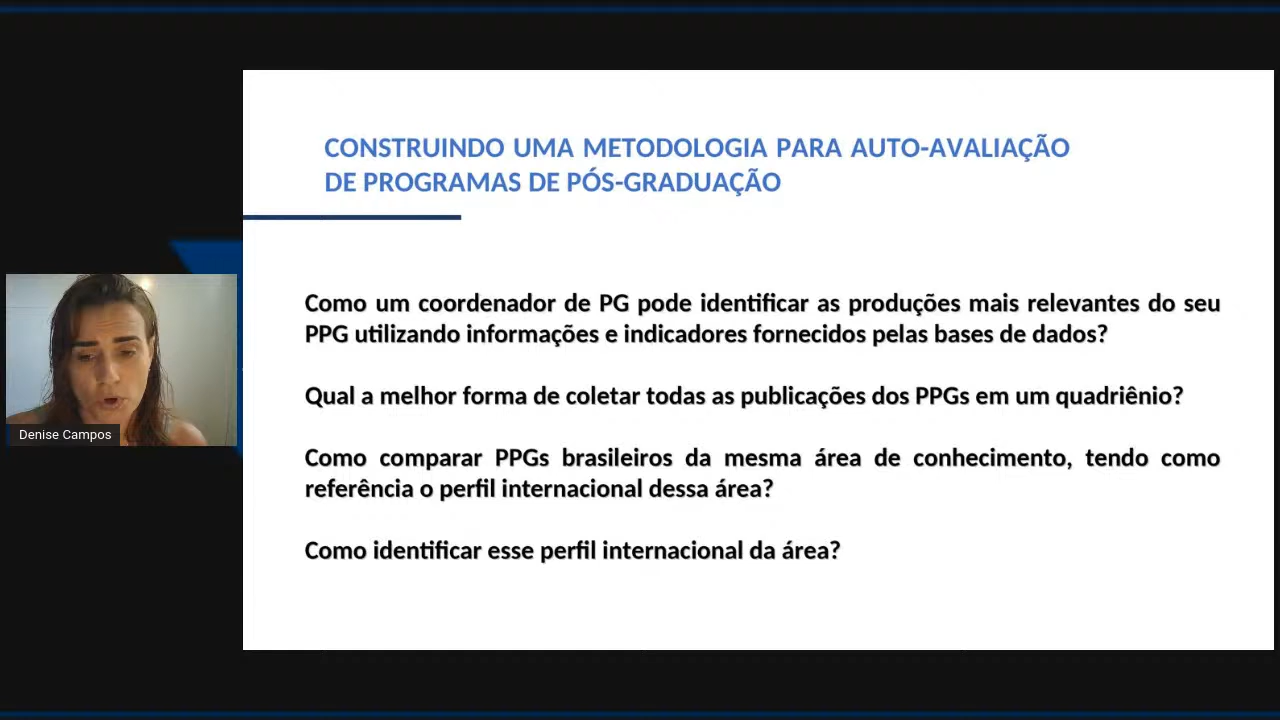 CONSTRUINDO UMA METODOLOGIA PARA AUTO-AVALIAÇÃO
DE PROGRAMAS DE PÓS-GRADUAÇÃO
Como um coordenador de PG pode identificar as produções mais relevantes do seu
PPG utilizando informações e indicadores fornecidos pelas bases de dados?
Qual a melhor forma de coletar todas as publicações dos PPGs em um quadriênio?
Como comparar PPGs brasileiros da mesma área de conhecimento, tendo como
referência o perfil internacional dessa área?
Como identificar esse perfil internacional da área?
Denise Campos